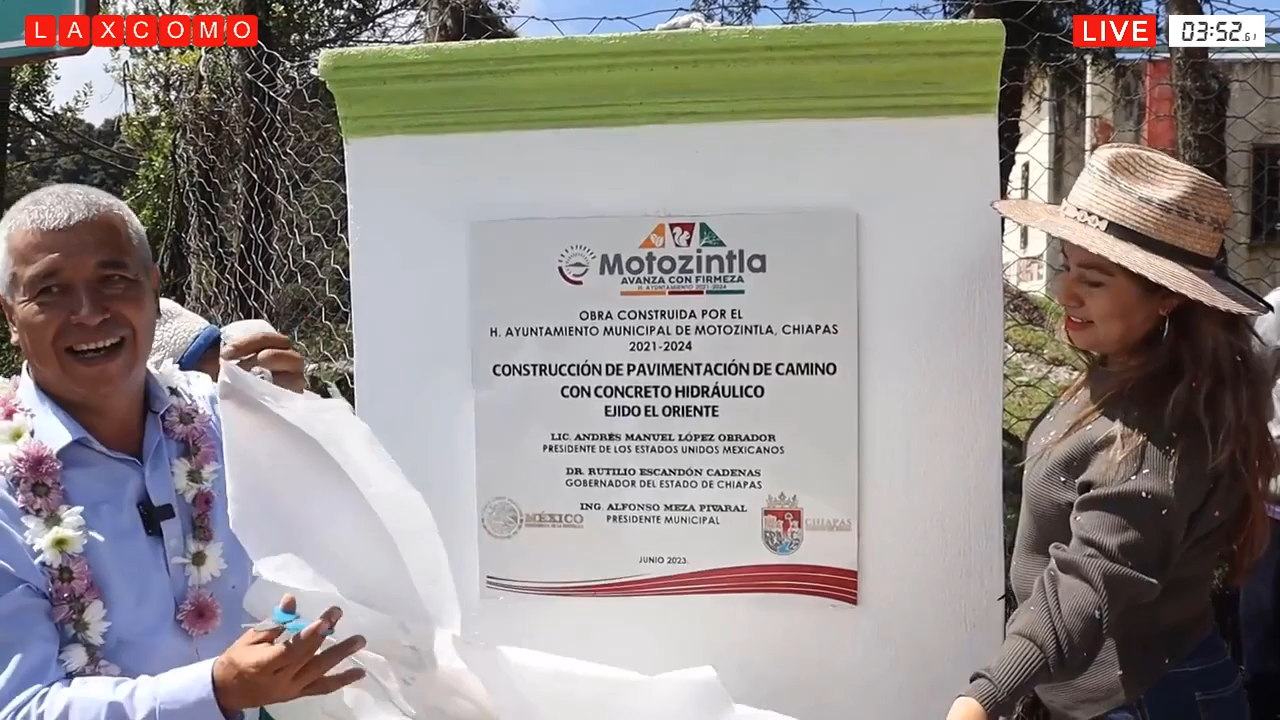 LAXCOMO
LIVE
03:52
Motozintla
AVANZA CON FIRMEZA
H. AYUNTAMIENTO 2021-2024
OBRA CONSTRUIDA POR EL
H. AYUNTAMIENTO MUNICIPAL DE MOTOZINTLA, CHIAPAS
2021-2024
CONSTRUCCIÓN DE PAVIMENTACIÓN DE CAMINO
CON CONCRETO HIDRÁULICO
EJIDO EL ORIENTE
LIC. ANDRÉS MANUEL LÓPEZ OBRADOR
PRESIDENTE DE LOS ESTADOS UNIDOS MEXICANOS
DR. RUTILIO ESCANDÓN CADENAS
GOBERNADOR DEL ESTADO DE CHIAPAS
ING. ALFONSO MEZA PIVARAL
PRESIDENTE MUNICIPAL
MÉXICO
CHIAPAS
JUNIO 2023.